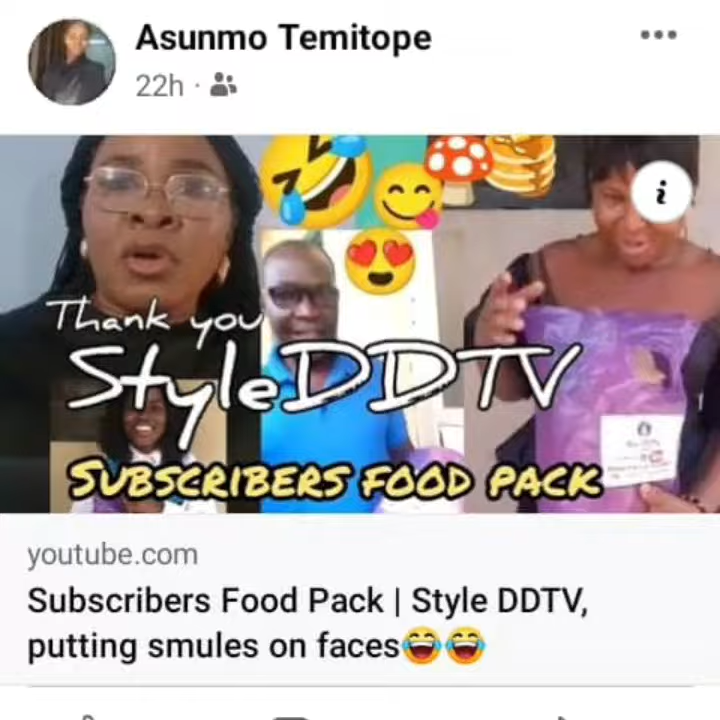 Asunmo Temitope
22h ·
i
Thank you
StyleDDTV
SUBSCRIBERS FOOD PACK
youtube.com
Subscribers Food Pack | Style DDTV,
putting smules on faces😂😂